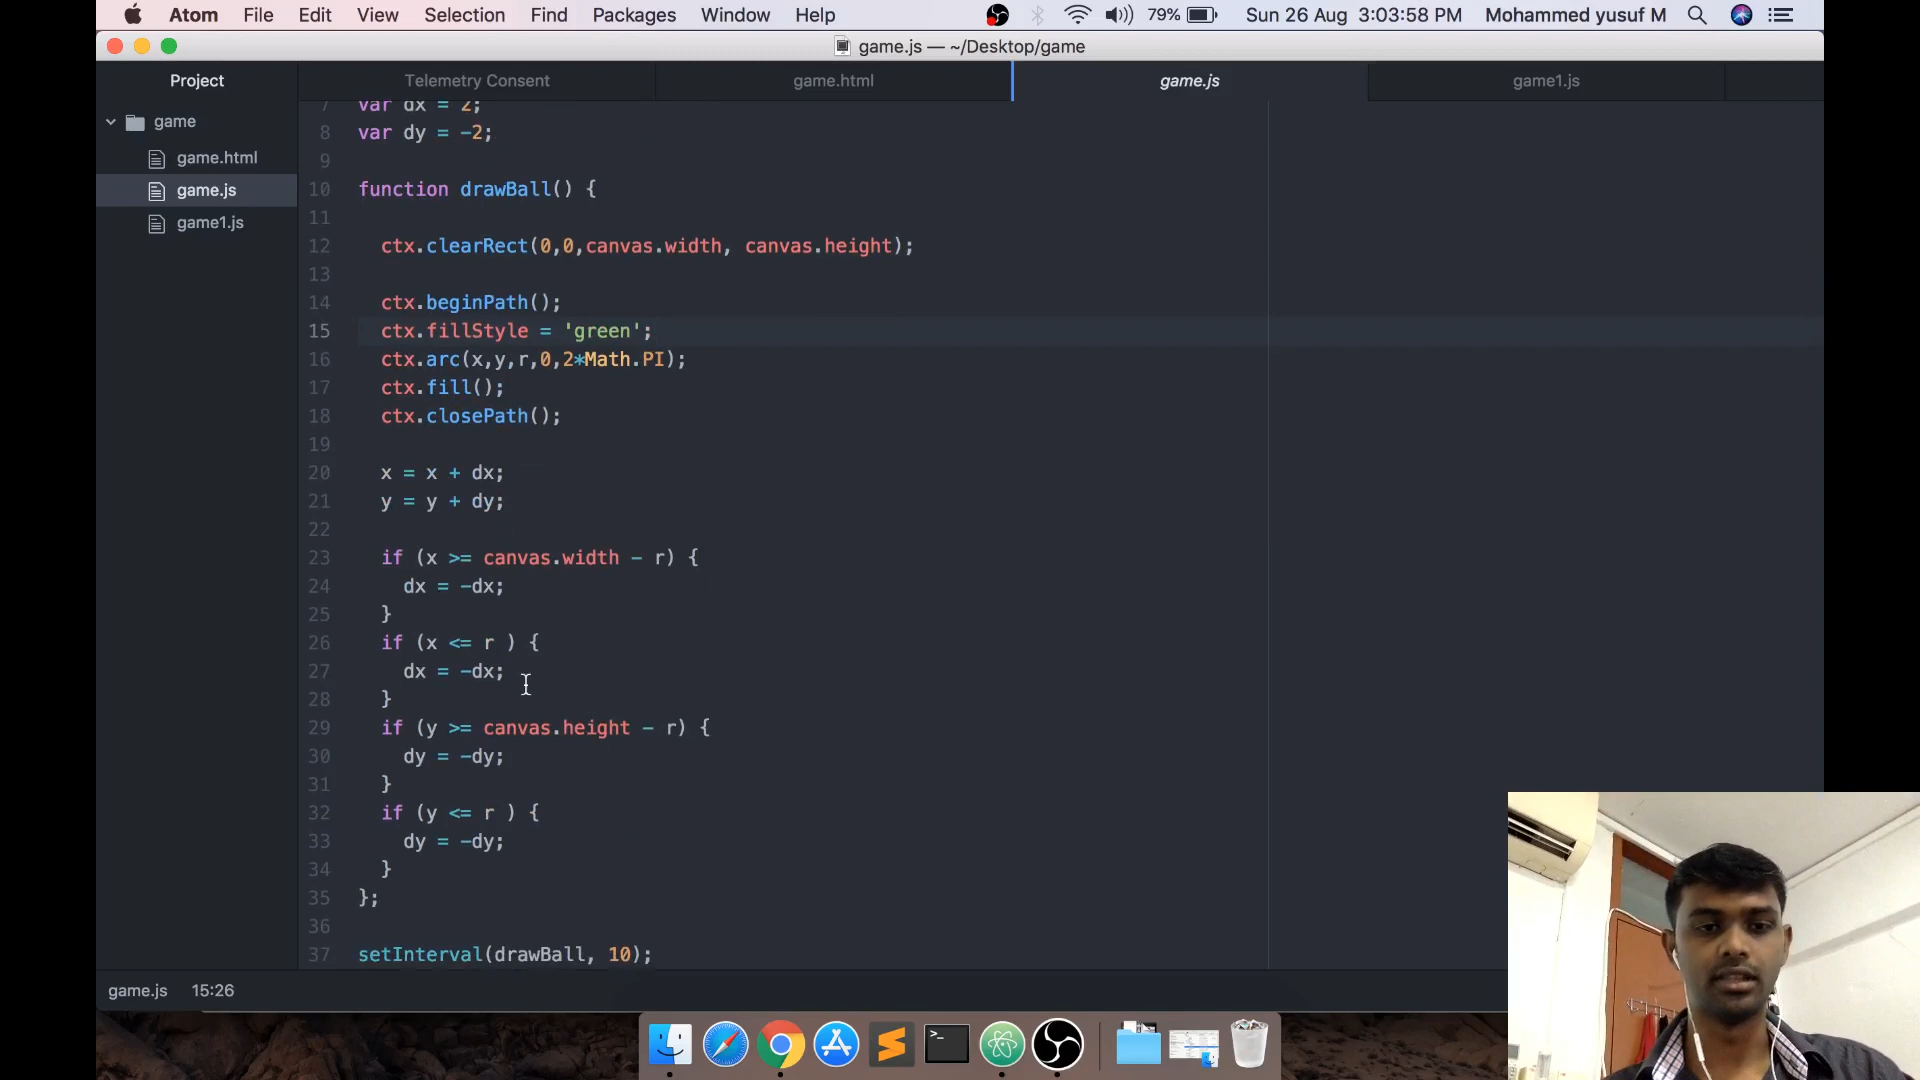 Atom File Edit View Selection Find Packages Window Help 79% Sun 26 Aug 3:03:58 PM Mohammed yusuf M
game.js — ~/Desktop/game
Project Telemetry Consent game.html game.js game1.js
game
game.html
game.js
game1.js
7 var dx = 2;
8 var dy = -2;
9
10 function drawBall() {
11
12 ctx.clearRect(0,0,canvas.width, canvas.height);
13
14 ctx.beginPath();
15 ctx.fillStyle = 'green';
16 ctx.arc(x,y,r,0,2*Math.PI);
17 ctx.fill();
18 ctx.closePath();
19
20 x = x + dx;
21 y = y + dy;
22
23 if (x >= canvas.width - r) {
24 dx = -dx;
25 }
26 if (x <= r ) {
27 dx = -dx;
28 }
29 if (y >= canvas.height - r) {
30 dy = -dy;
31 }
32 if (y <= r ) {
33 dy = -dy;
34 }
35 };
36
37 setInterval(drawBall, 10);
game.js 15:26